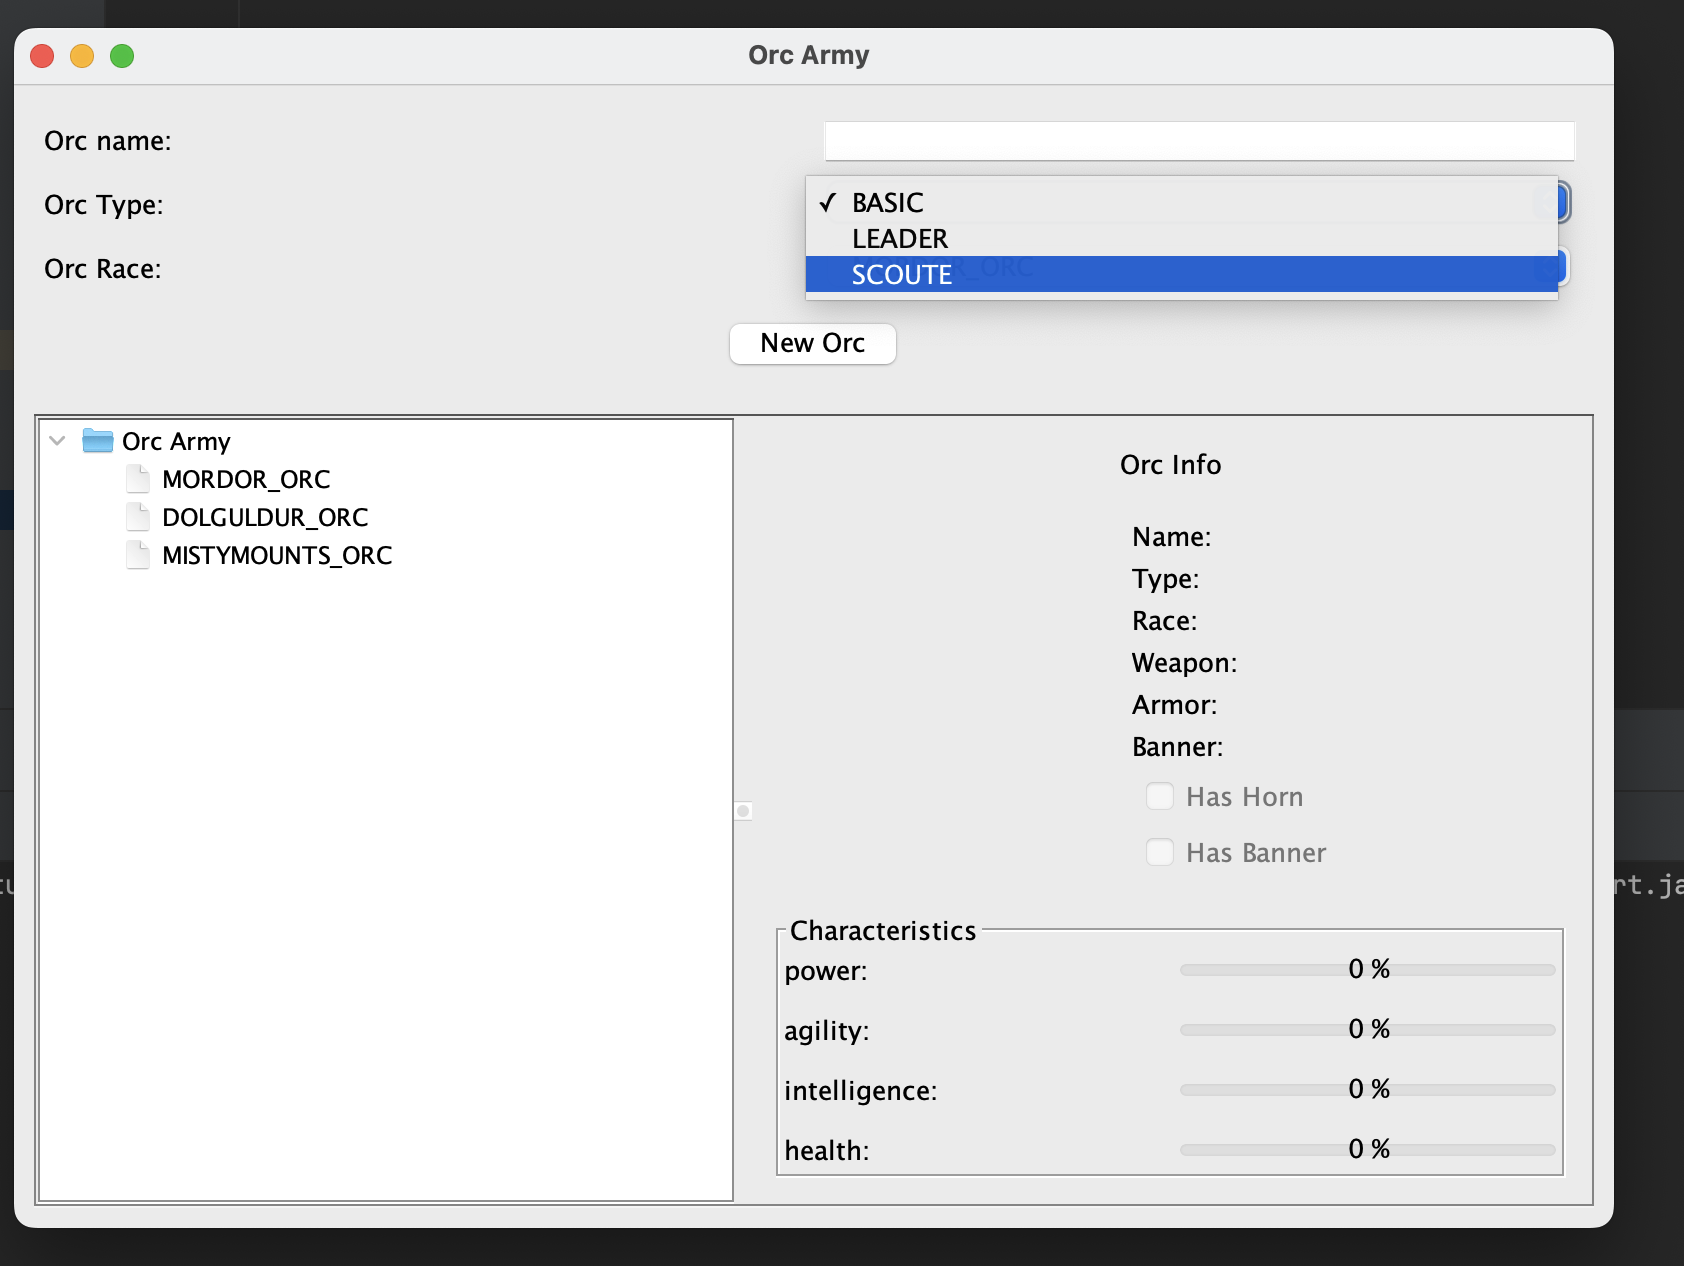 Orc Army
Orc name:
Orc Type:
✓ BASIC
LEADER
SCOUTE
Orc Race:
New Orc
Orc Army
MORDOR_ORC
DOLGULDUR_ORC
MISTYMOUNTS_ORC
Orc Info
Name:
Type:
Race:
Weapon:
Armor:
Banner:
Has Horn
Has Banner
Characteristics
power: 0 %
agility: 0 %
intelligence: 0 %
health: 0 %
rt.ja